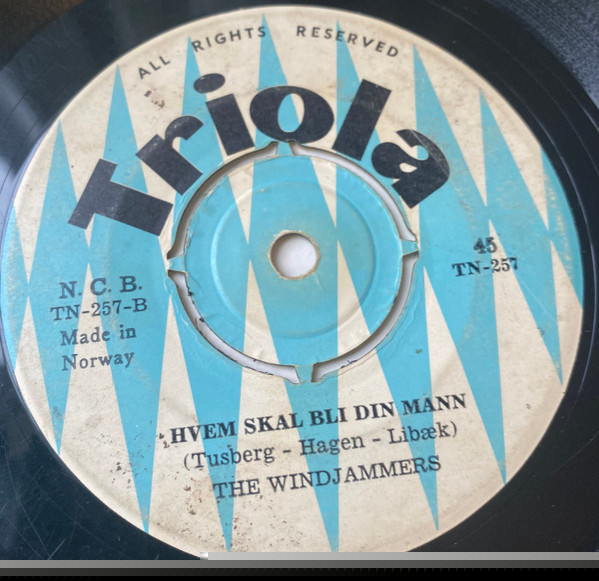 ALL RIGHTS RESERVED
Triola
45
TN-257
N. C. B.
TN-257-B
Made in
Norway
HVEM SKAL BLI DIN MANN
(Tusberg - Hagen - Libæk)
THE WINDJAMMERS